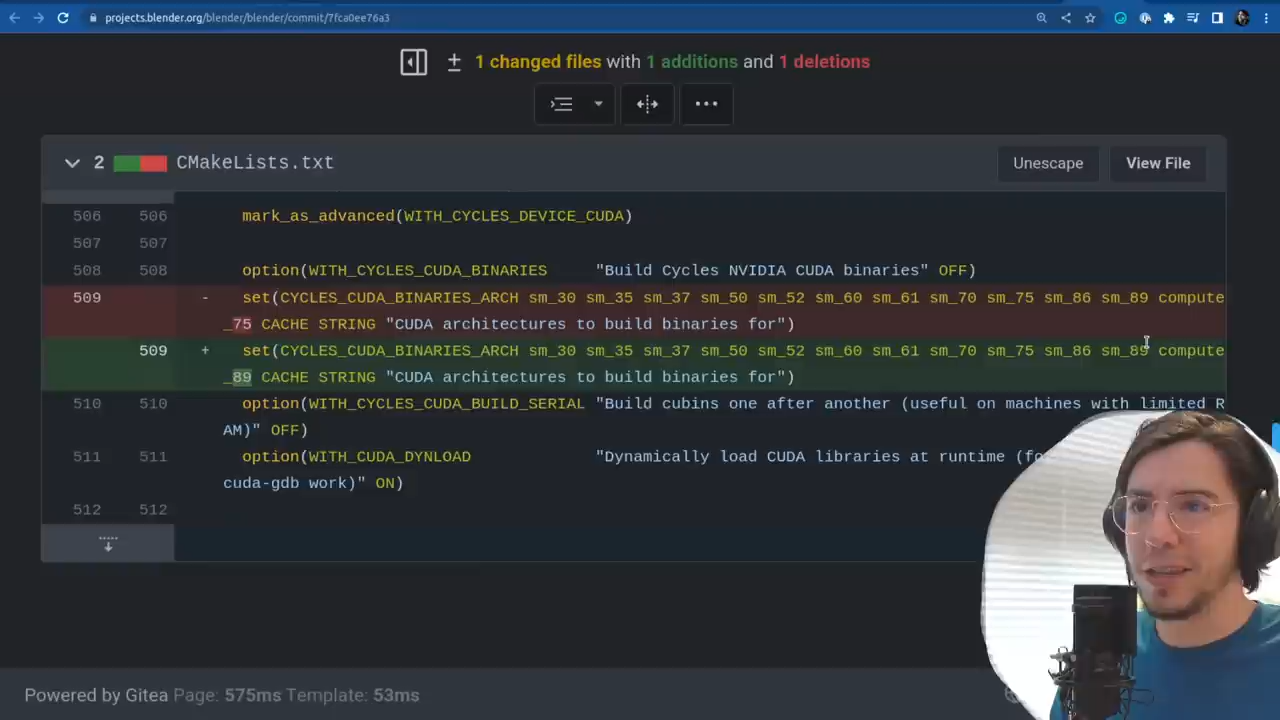 projects.blender.org/blender/blender/commit/7fca0ee76a3
1 changed files with 1 additions and 1 deletions
2 CMakeLists.txt Unescape View File
506 506 mark_as_advanced(WITH_CYCLES_DEVICE_CUDA)
507 507
508 508 option(WITH_CYCLES_CUDA_BINARIES "Build Cycles NVIDIA CUDA binaries" OFF)
509 - set(CYCLES_CUDA_BINARIES_ARCH sm_30 sm_35 sm_37 sm_50 sm_52 sm_60 sm_61 sm_70 sm_75 sm_86 sm_89 compute
_75 CACHE STRING "CUDA architectures to build binaries for")
509 + set(CYCLES_CUDA_BINARIES_ARCH sm_30 sm_35 sm_37 sm_50 sm_52 sm_60 sm_61 sm_70 sm_75 sm_86 sm_89 compute
_89 CACHE STRING "CUDA architectures to build binaries for")
510 510 option(WITH_CYCLES_CUDA_BUILD_SERIAL "Build cubins one after another (useful on machines with limited R
AM)" OFF)
511 511 option(WITH_CUDA_DYNLOAD "Dynamically load CUDA libraries at runtime
cuda-gdb work)" ON)
512 512
Powered by Gitea Page: 575ms Template: 53ms